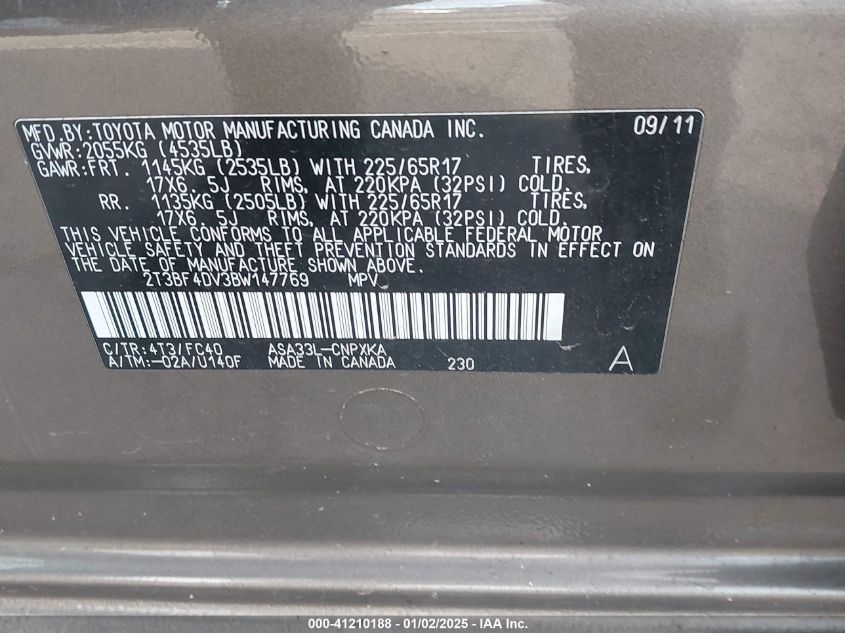 MFD.BY:TOYOTA MOTOR MANUFACTURING CANADA INC. 09/11
GVWR:2055KG (4535LB)
GAWR:FRT. 1145KG (2535LB) WITH 225/65R17 TIRES,
17X6.5J RIMS, AT 220KPA (32PSI) COLD.
RR. 1135KG (2505LB) WITH 225/65R17 TIRES,
17X6.5J RIMS, AT 220KPA (32PSI) COLD.
THIS VEHICLE CONFORMS TO ALL APPLICABLE FEDERAL MOTOR
VEHICLE SAFETY AND THEFT PREVENTION STANDARDS IN EFFECT ON
THE DATE OF MANUFACTURE SHOWN ABOVE.
2T3BF4DV3BW147769 MPV
C/TR:4T3/FC40 ASA33L-CNPXKA
A/TM:-02A/U140F MADE IN CANADA 230 A
000-41210188 - 01/02/2025 - IAA Inc.